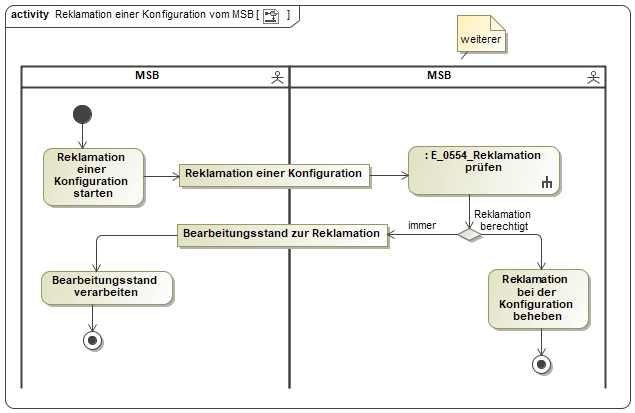 activity Reklamation einer Konfiguration vom MSB [ ]
weiterer
MSB
MSB
Reklamation
einer
Konfiguration
starten
Reklamation einer Konfiguration
: E_0554_Reklamation
prüfen
Reklamation
berechtigt
immer
Bearbeitungsstand zur Reklamation
Bearbeitungsstand
verarbeiten
Reklamation
bei der
Konfiguration
beheben